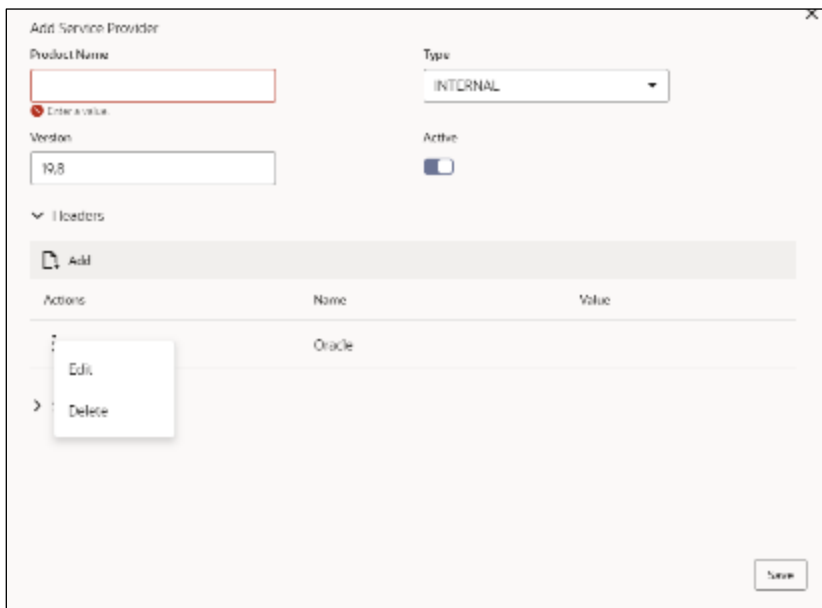 Add Service Provider
Product Name
Type
INTERNAL
Enter a value.
Version
Active
19.8
Headers
Add
Actions
Name
Value
Oracle
Edit
Delete
Save